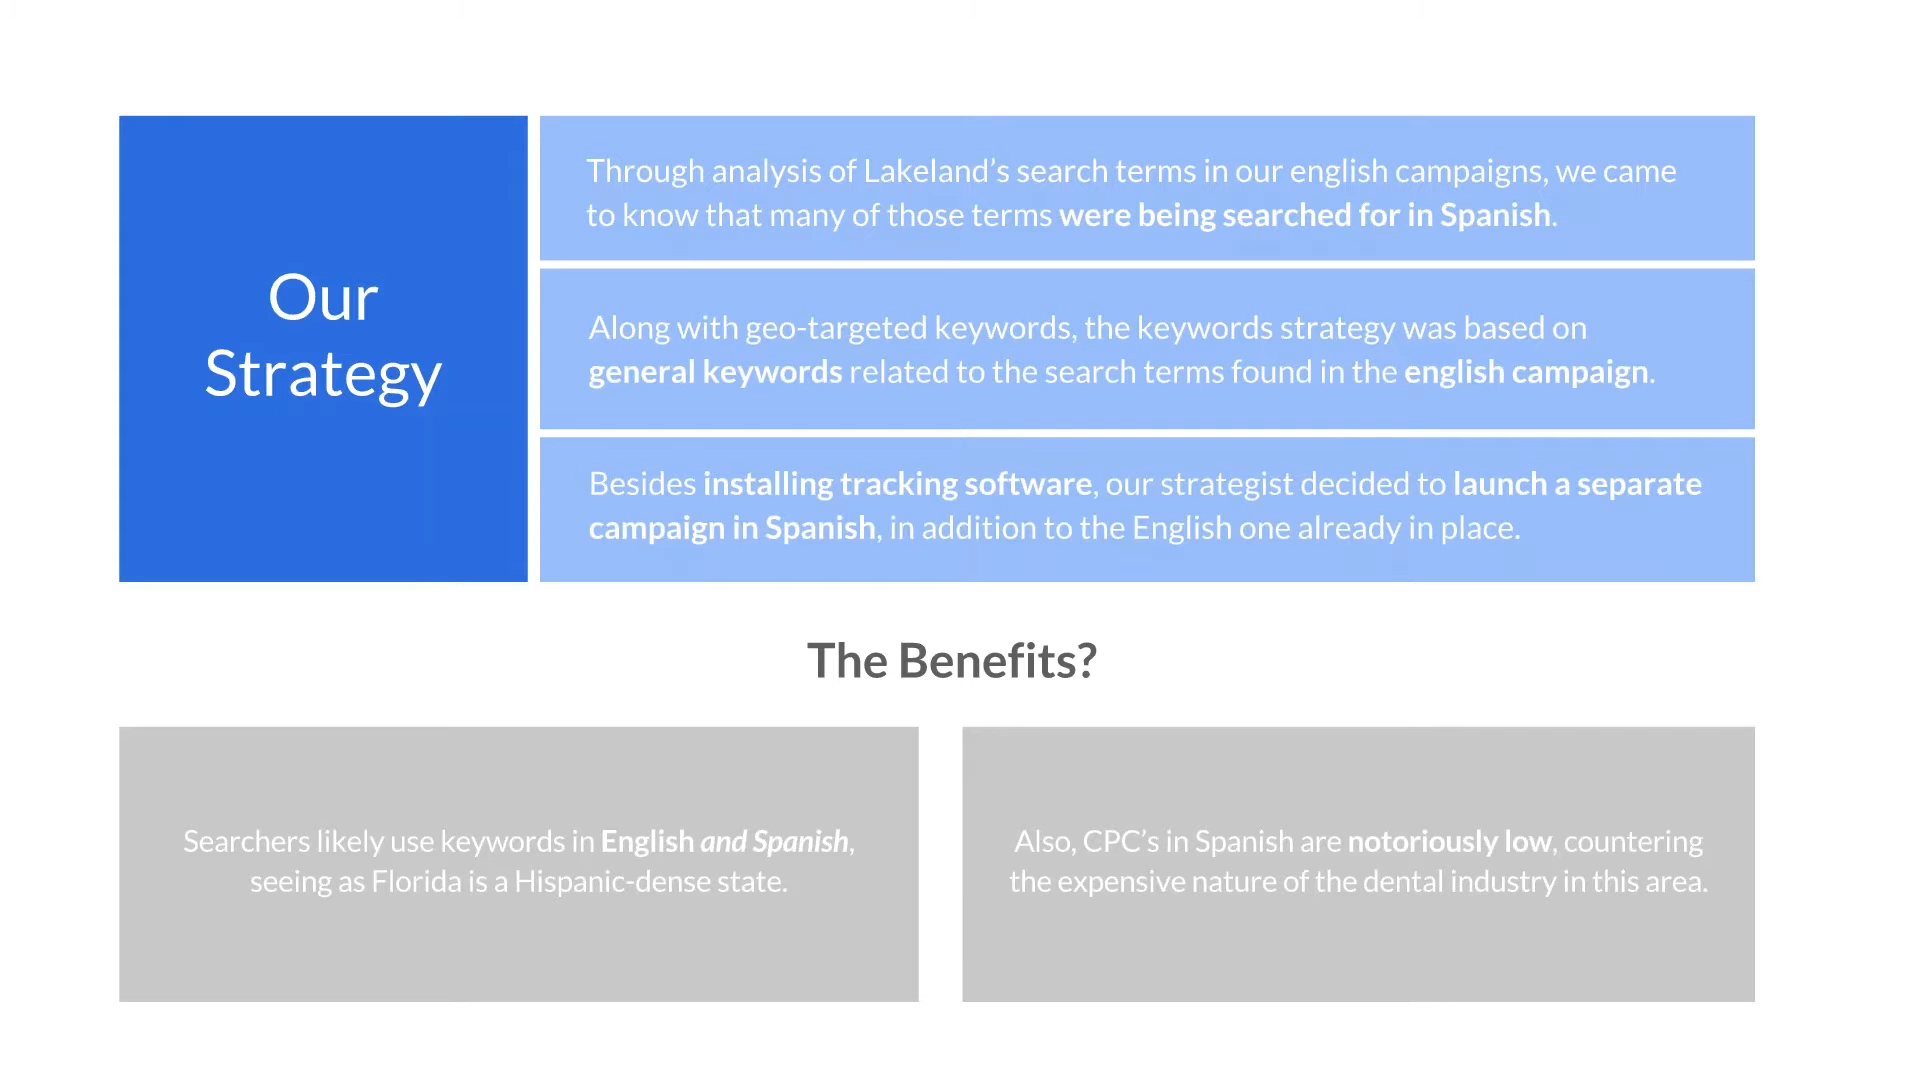 Our
Strategy
Through analysis of Lakeland’s search terms in our english campaigns, we came
to know that many of those terms were being searched for in Spanish.
Along with geo-targeted keywords, the keywords strategy was based on
general keywords related to the search terms found in the english campaign.
Besides installing tracking software, our strategist decided to launch a separate
campaign in Spanish, in addition to the English one already in place.
The Benefits?
Searchers likely use keywords in English and Spanish,
seeing as Florida is a Hispanic-dense state.
Also, CPC’s in Spanish are notoriously low, countering
the expensive nature of the dental industry in this area.